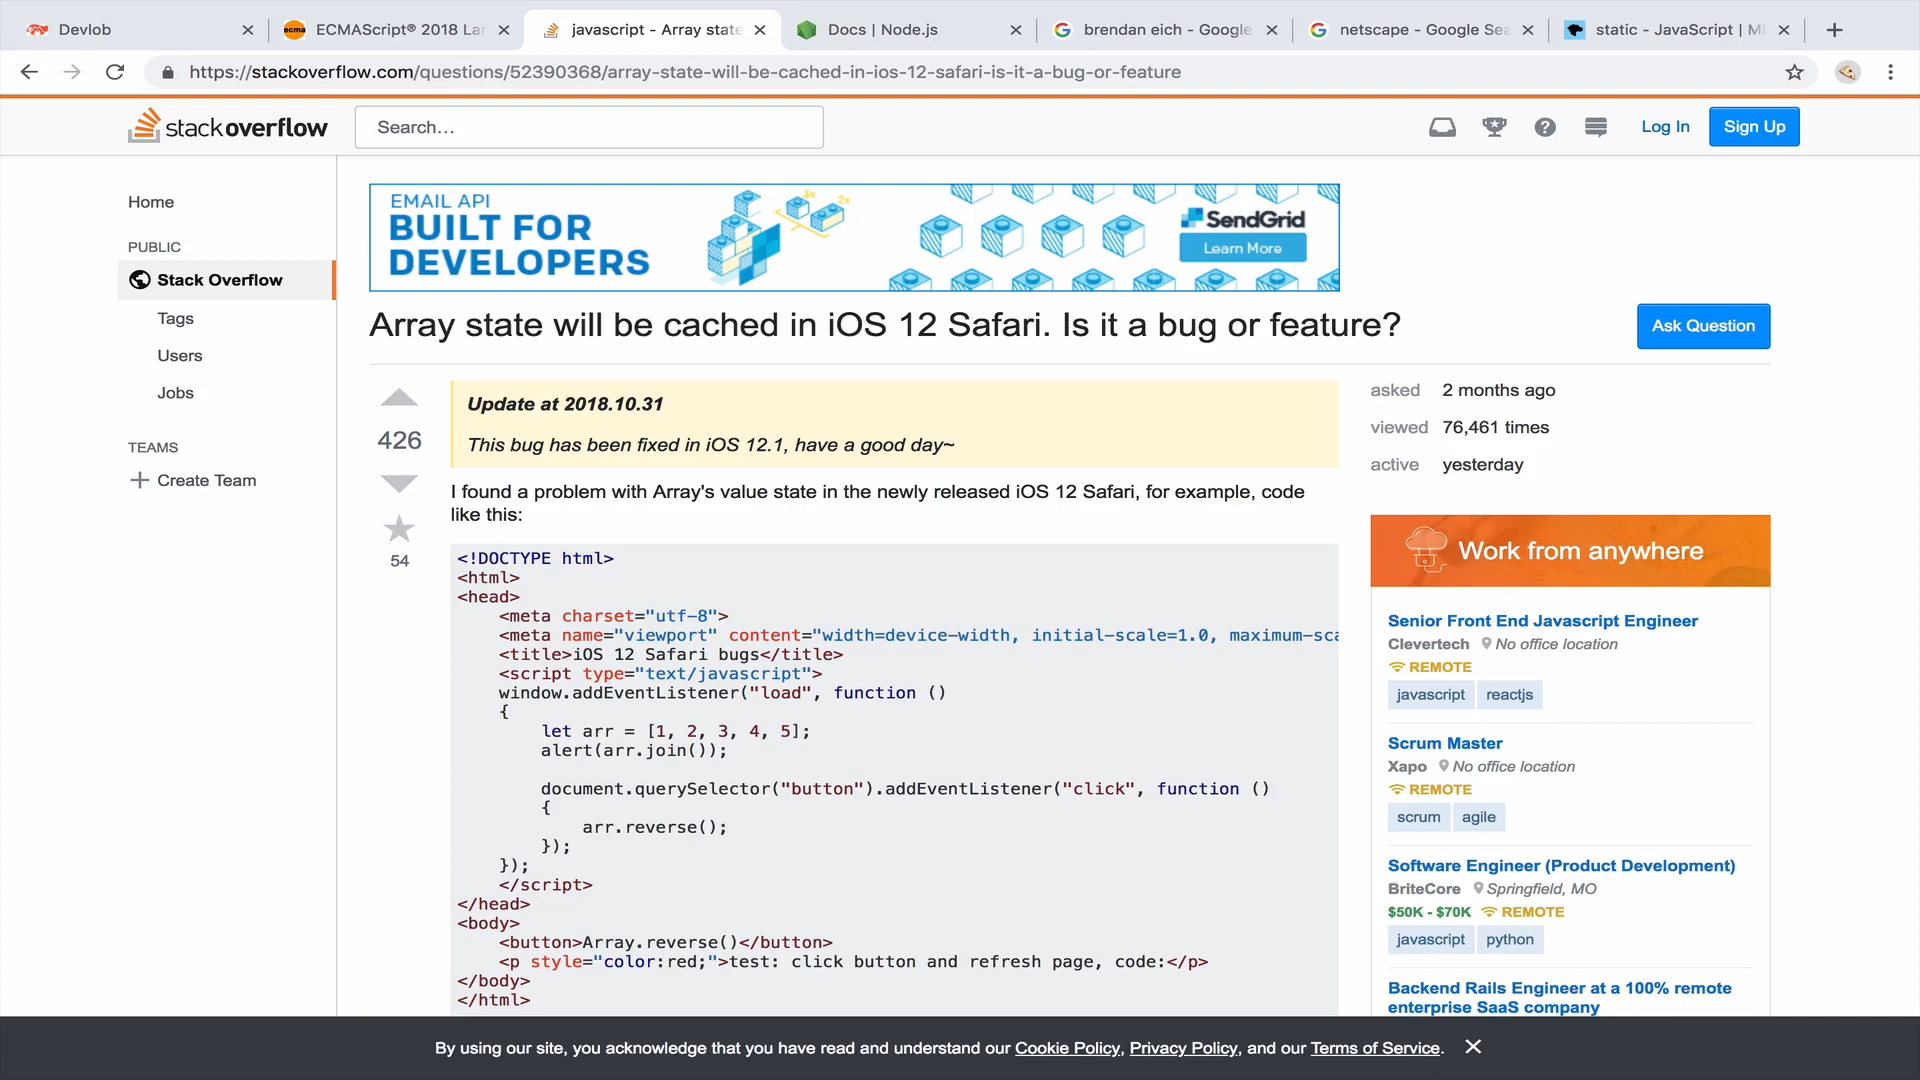 Devlob
ECMAScript® 2018 Lan
javascript - Array state
Docs | Node.js
brendan eich - Google
netscape - Google Sea
static - JavaScript | M
https://stackoverflow.com/questions/52390368/array-state-will-be-cached-in-ios-12-safari-is-it-a-bug-or-feature
stackoverflow
Search…
Log In
Sign Up
Home
PUBLIC
Stack Overflow
Tags
Users
Jobs
TEAMS
Create Team
EMAIL API
BUILT FOR
DEVELOPERS
3x
2x
SendGrid
Learn More
Array state will be cached in iOS 12 Safari. Is it a bug or feature?
Ask Question
426
54
Update at 2018.10.31
This bug has been fixed in iOS 12.1, have a good day~
I found a problem with Array's value state in the newly released iOS 12 Safari, for example, code
like this:
<!DOCTYPE html>
<html>
<head>
    <meta charset="utf-8">
    <meta name="viewport" content="width=device-width, initial-scale=1.0, maximum-sca
    <title>iOS 12 Safari bugs</title>
    <script type="text/javascript">
    window.addEventListener("load", function ()
    {
        let arr = [1, 2, 3, 4, 5];
        alert(arr.join());
        document.querySelector("button").addEventListener("click", function ()
        {
            arr.reverse();
        });
    });
    </script>
</head>
<body>
    <button>Array.reverse()</button>
    <p style="color:red;">test: click button and refresh page, code:</p>
</body>
</html>
asked 2 months ago
viewed 76,461 times
active yesterday
Work from anywhere
Senior Front End Javascript Engineer
Clevertech No office location
REMOTE
javascript reactjs
Scrum Master
Xapo No office location
REMOTE
scrum agile
Software Engineer (Product Development)
BriteCore Springfield, MO
$50K - $70K REMOTE
javascript python
Backend Rails Engineer at a 100% remote
enterprise SaaS company
By using our site, you acknowledge that you have read and understand our Cookie Policy, Privacy Policy, and our Terms of Service.